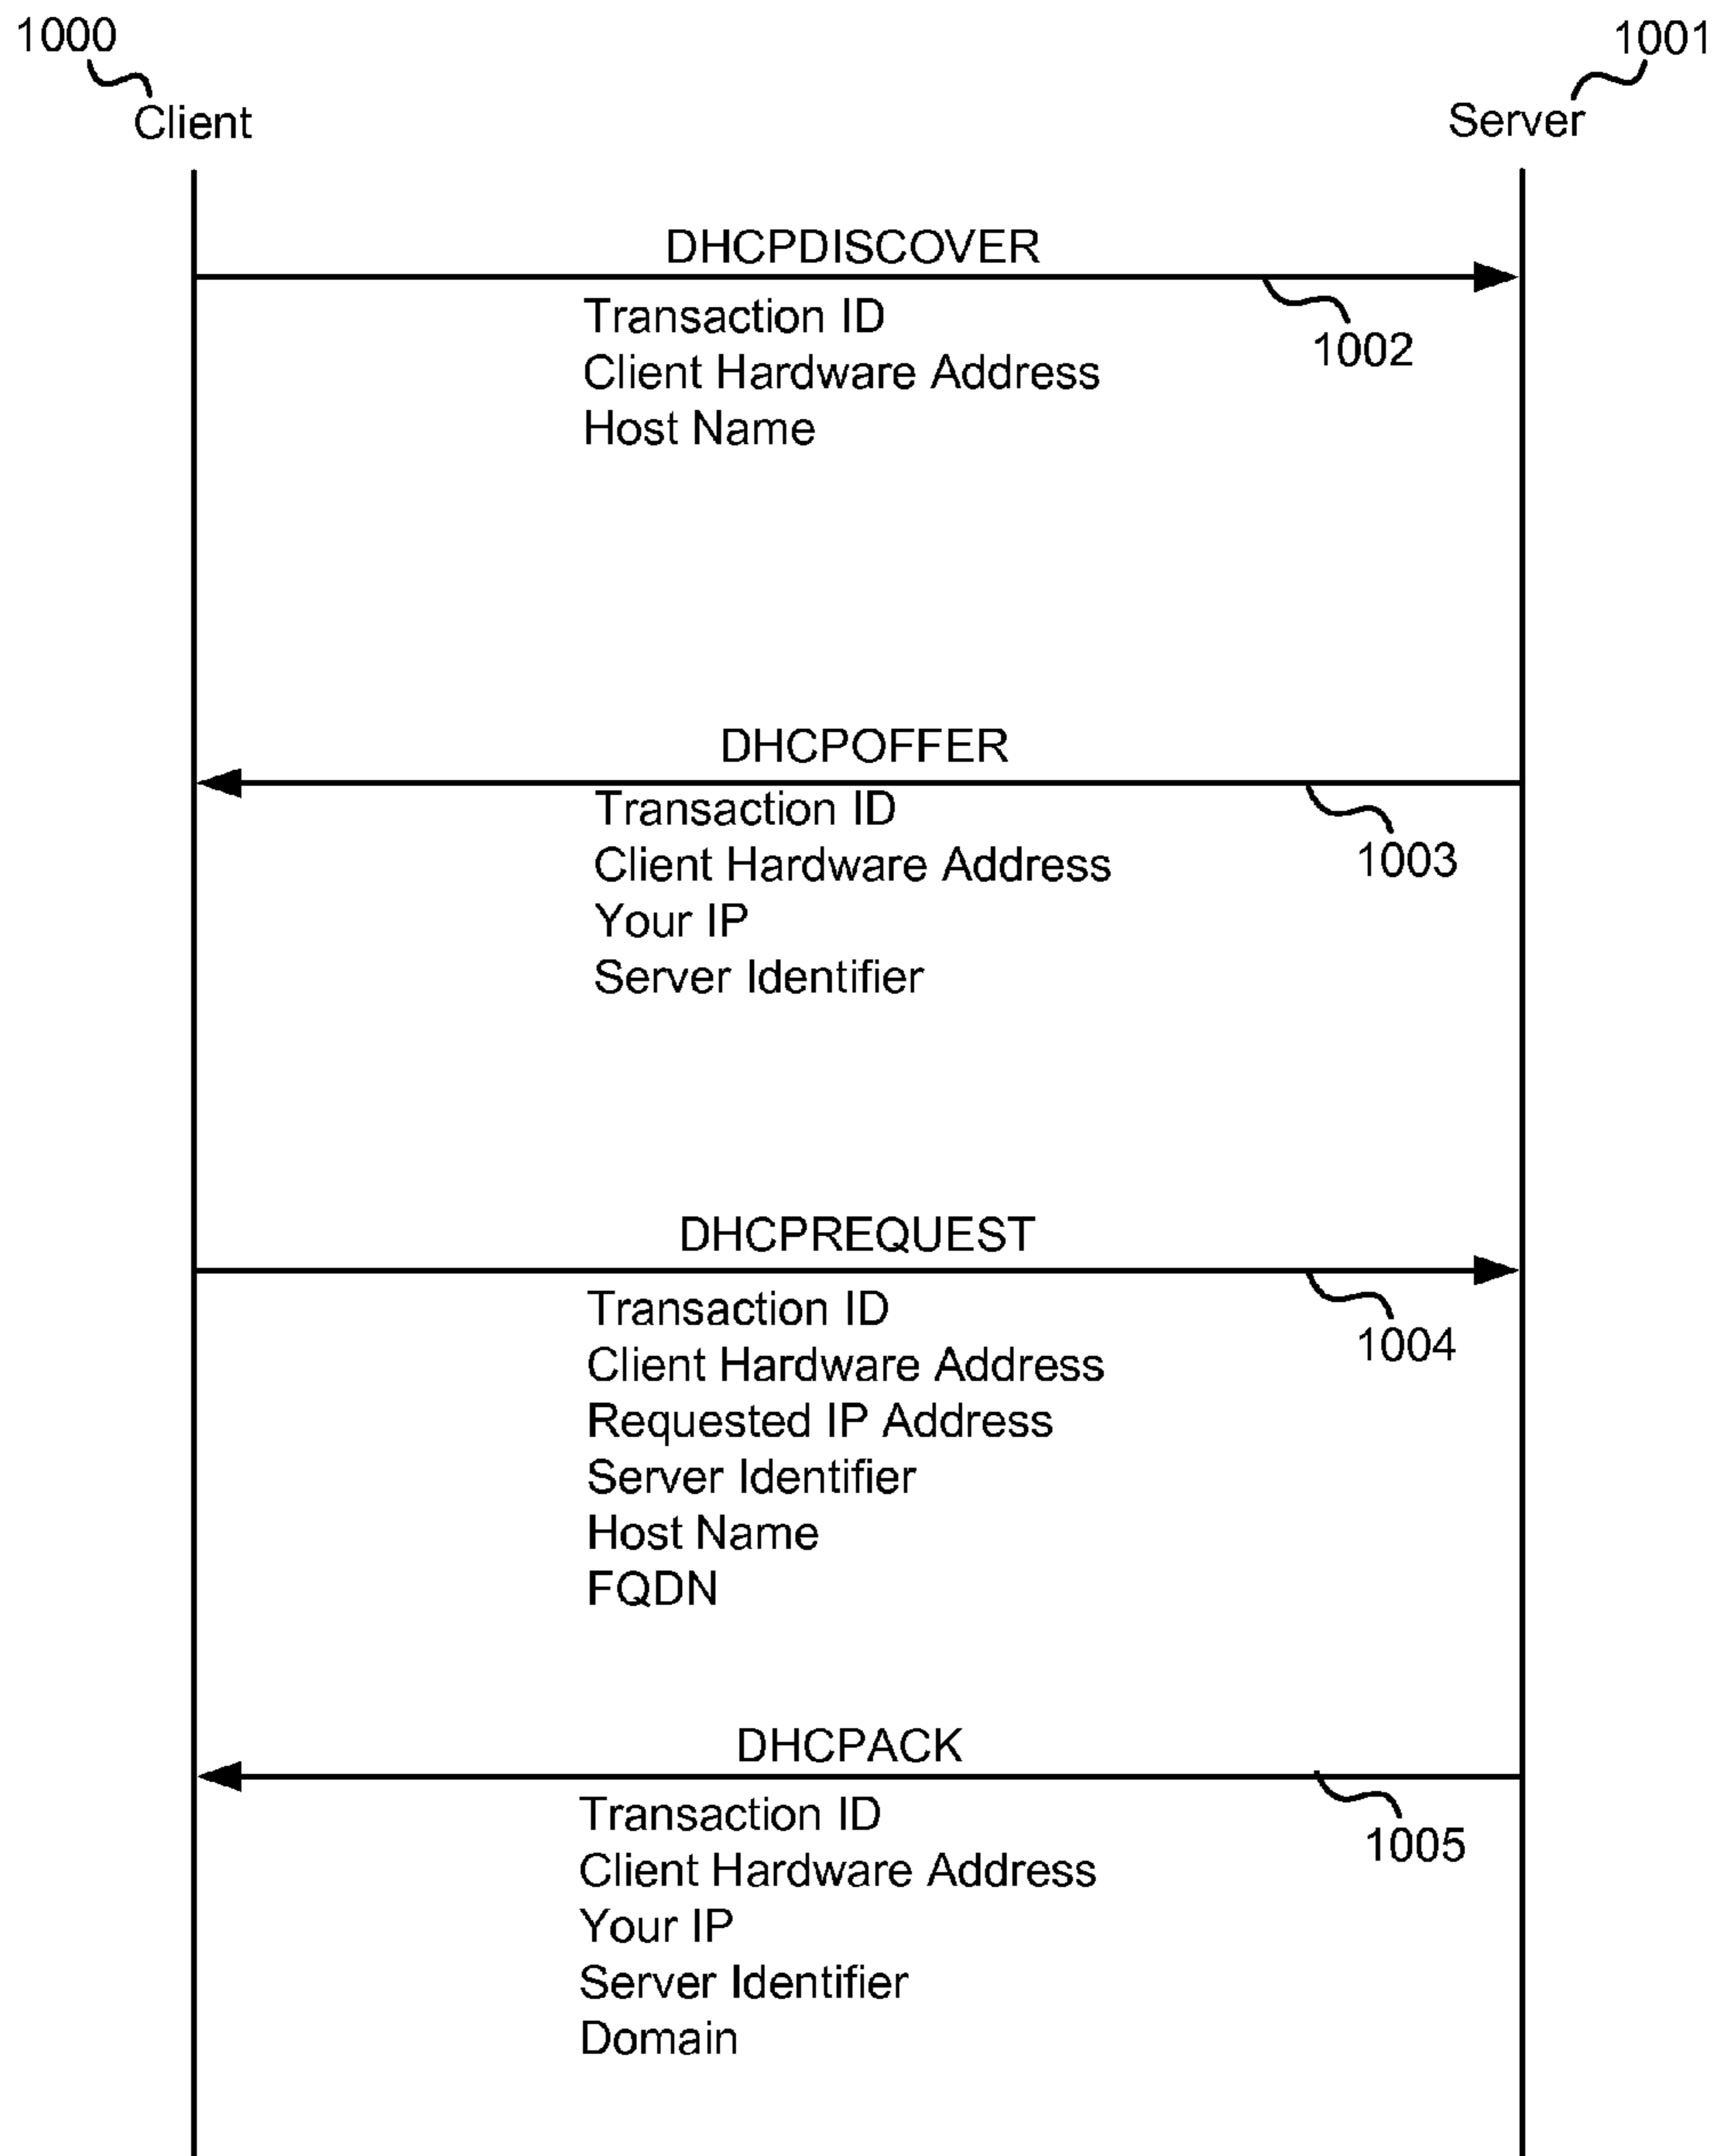 1000
1001
Client
Server
DHCPDISCOVER
Transaction ID
1002
Client Hardware Address
Host Name
DHCPOFFER
Transaction ID
1003
Client Hardware Address
Your IP
Server Identifier
DHCPREQUEST
Transaction ID
1004
Client Hardware Address
Requested IP Address
Server Identifier
Host Name
FQDN
DHCPACK
Transaction ID
1005
Client Hardware Address
Your IP
Server Identifier
Domain